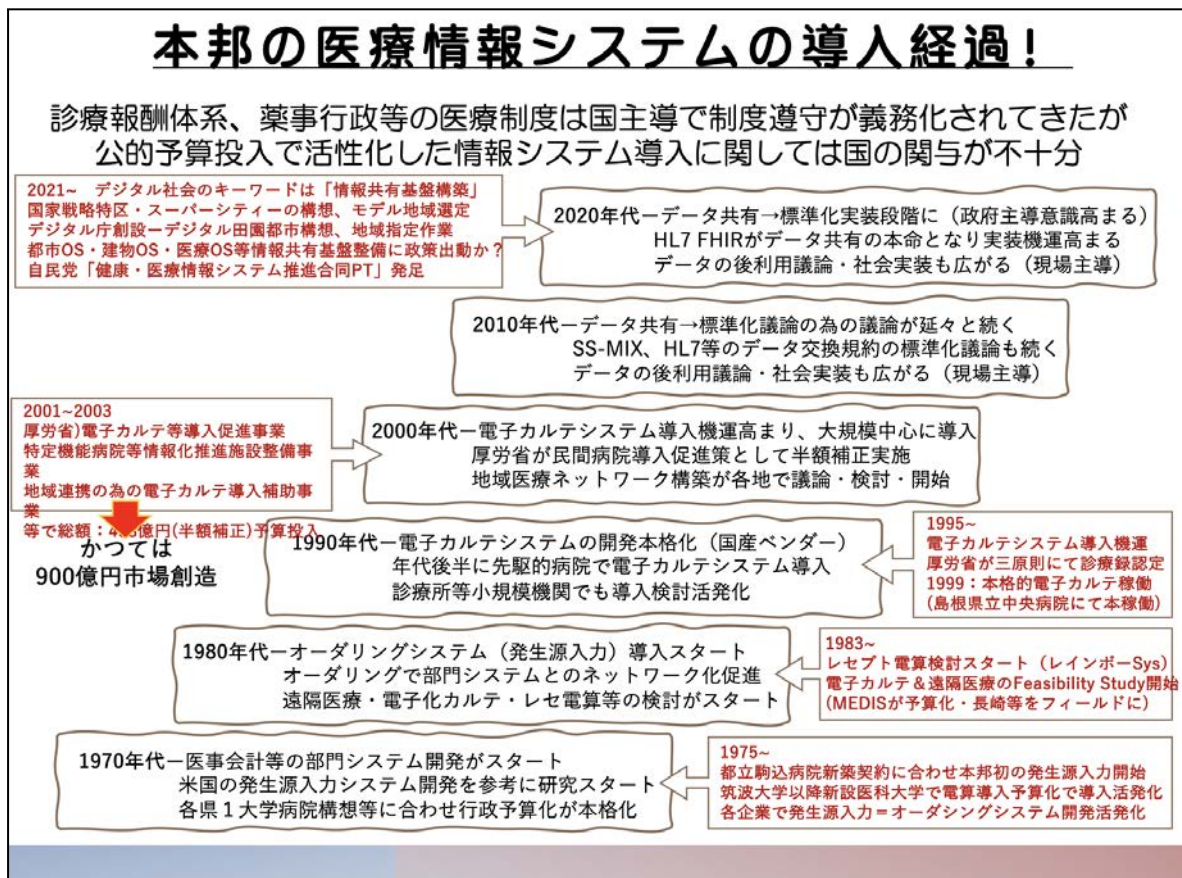 本邦の医療情報システムの導入経過!
診療報酬体系、薬事行政等の医療制度は国主導で制度遵守が義務化されてきたが
公的予算投入で活性化した情報システム導入に関しては国の関与が不十分
2021~ デジタル社会のキーワードは「情報共有基盤構築」
国家戦略特区・スーパーシティーの構想、モデル地域選定
デジタル庁創設ーデジタル田園都市構想、地域指定作業
都市OS・建物OS・医療OS等情報共有基盤整備に政策出動か?
自民党「健康・医療情報システム推進合同PT」発足
2020年代ーデータ共有→標準化実装段階に(政府主導意識高まる)
HL7 FHIRがデータ共有の本命となり実装機運高まる
データの後利用議論・社会実装も広がる(現場主導)
2010年代ーデータ共有→標準化議論の為の議論が延々と続く
SS-MIX、HL7等のデータ交換規約の標準化議論も続く
データの後利用議論・社会実装も広がる(現場主導)
2001~2003
厚労省)電子カルテ等導入促進事業
特定機能病院等情報化推進施設整備事
業
地域連携の為の電子カルテ導入補助事
業
等で総額:4 億円(半額補正)予算投入
かつては
900億円市場創造
2000年代ー電子カルテシステム導入機運高まり、大規模中心に導入
厚労省が民間病院導入促進策として半額補正実施
地域医療ネットワーク構築が各地で議論・検討・開始
1990年代ー電子カルテシステムの開発本格化(国産ベンダー)
年代後半に先駆的病院で電子カルテシステム導入
診療所等小規模機関でも導入検討活発化
1995~
電子カルテシステム導入機運
厚労省が三原則にて診療録認定
1999:本格的電子カルテ稼働
(島根県立中央病院にて本稼働)
1980年代ーオーダリングシステム(発生源入力)導入スタート
オーダリングで部門システムとのネットワーク化促進
遠隔医療・電子化カルテ・レセ電算等の検討がスタート
1983~
レセプト電算検討スタート(レインボーSys)
電子カルテ&遠隔医療のFeasibility Study開始
(MEDISが予算化・長崎等をフィールドに)
1970年代ー医事会計等の部門システム開発がスタート
米国の発生源入力システム開発を参考に研究スタート
各県1大学病院構想等に合わせ行政予算化が本格化
1975~
都立駒込病院新築契約に合わせ本邦初の発生源入力開始
筑波大学以降新設医科大学で電算導入予算化で導入活発化
各企業で発生源入力=オーダシングシステム開発活発化